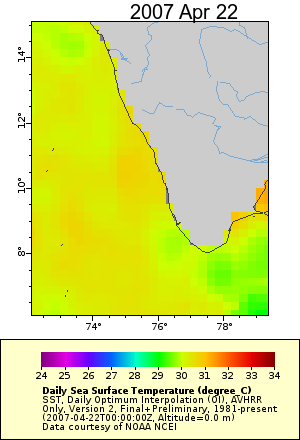 2007 Apr 22
14°
12°
10°
8°
74°
76°
78°
24 25 26 27 28 29 30 31 32 33 34
Daily Sea Surface Temperature (degree_C)
SST, Daily Optimum Interpolation (OI), AVHRR
Only, Version 2, Final+Preliminary, 1981-present
(2007-04-22T00:00:00Z, Altitude=0.0 m)
Data courtesy of NOAA NCEI